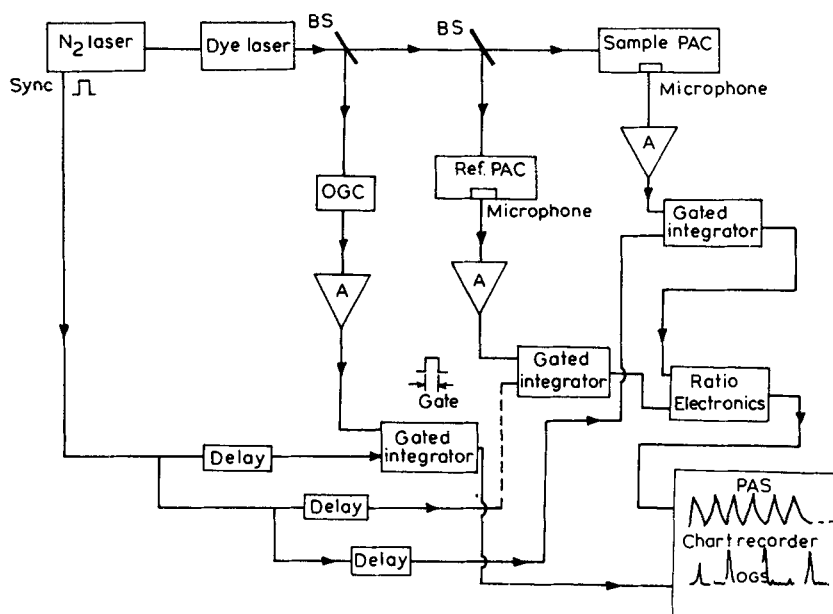 N2 laser
Dye laser
BS
BS
Sample PAC
Sync
Microphone
A
OGC
Ref. PAC
Microphone
Gated
integrator
A
A
Gated
integrator
Ratio
Electronics
Gate
Gated
integrator
Delay
Delay
Delay
PAS
Chart recorder
OGS